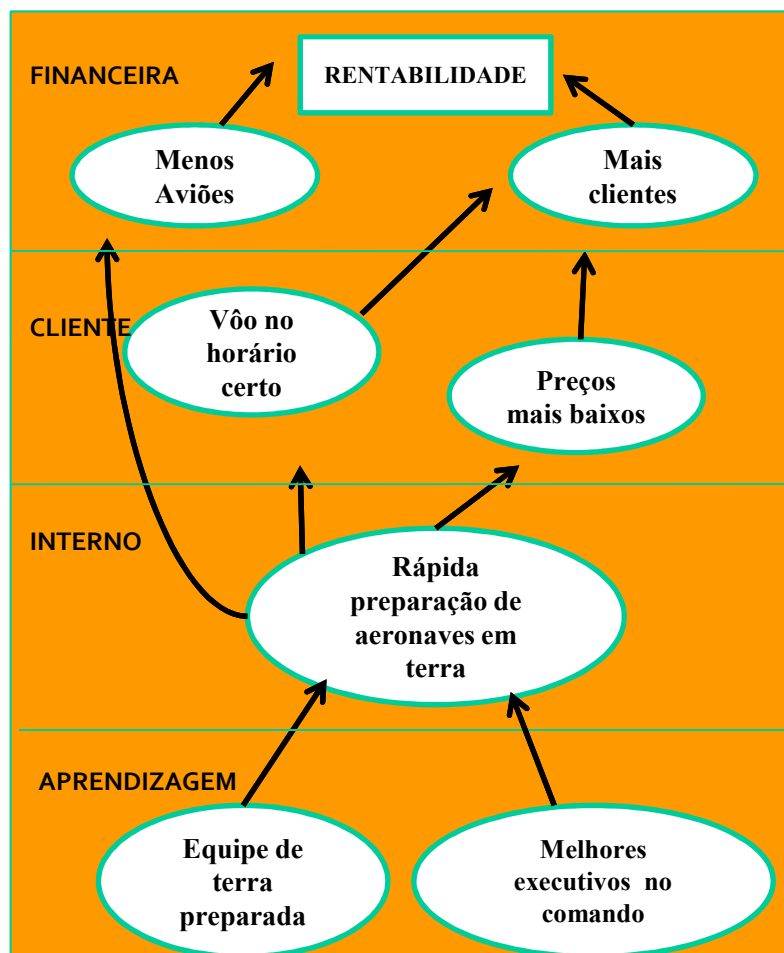 FINANCEIRA
RENTABILIDADE
Menos
Aviões
Mais
clientes
CLIENTE
Vôo no
horário
certo
Preços
mais baixos
INTERNO
Rápida
preparação de
aeronaves em
terra
APRENDIZAGEM
Equipe de
terra
preparada
Melhores
executivos no
comando